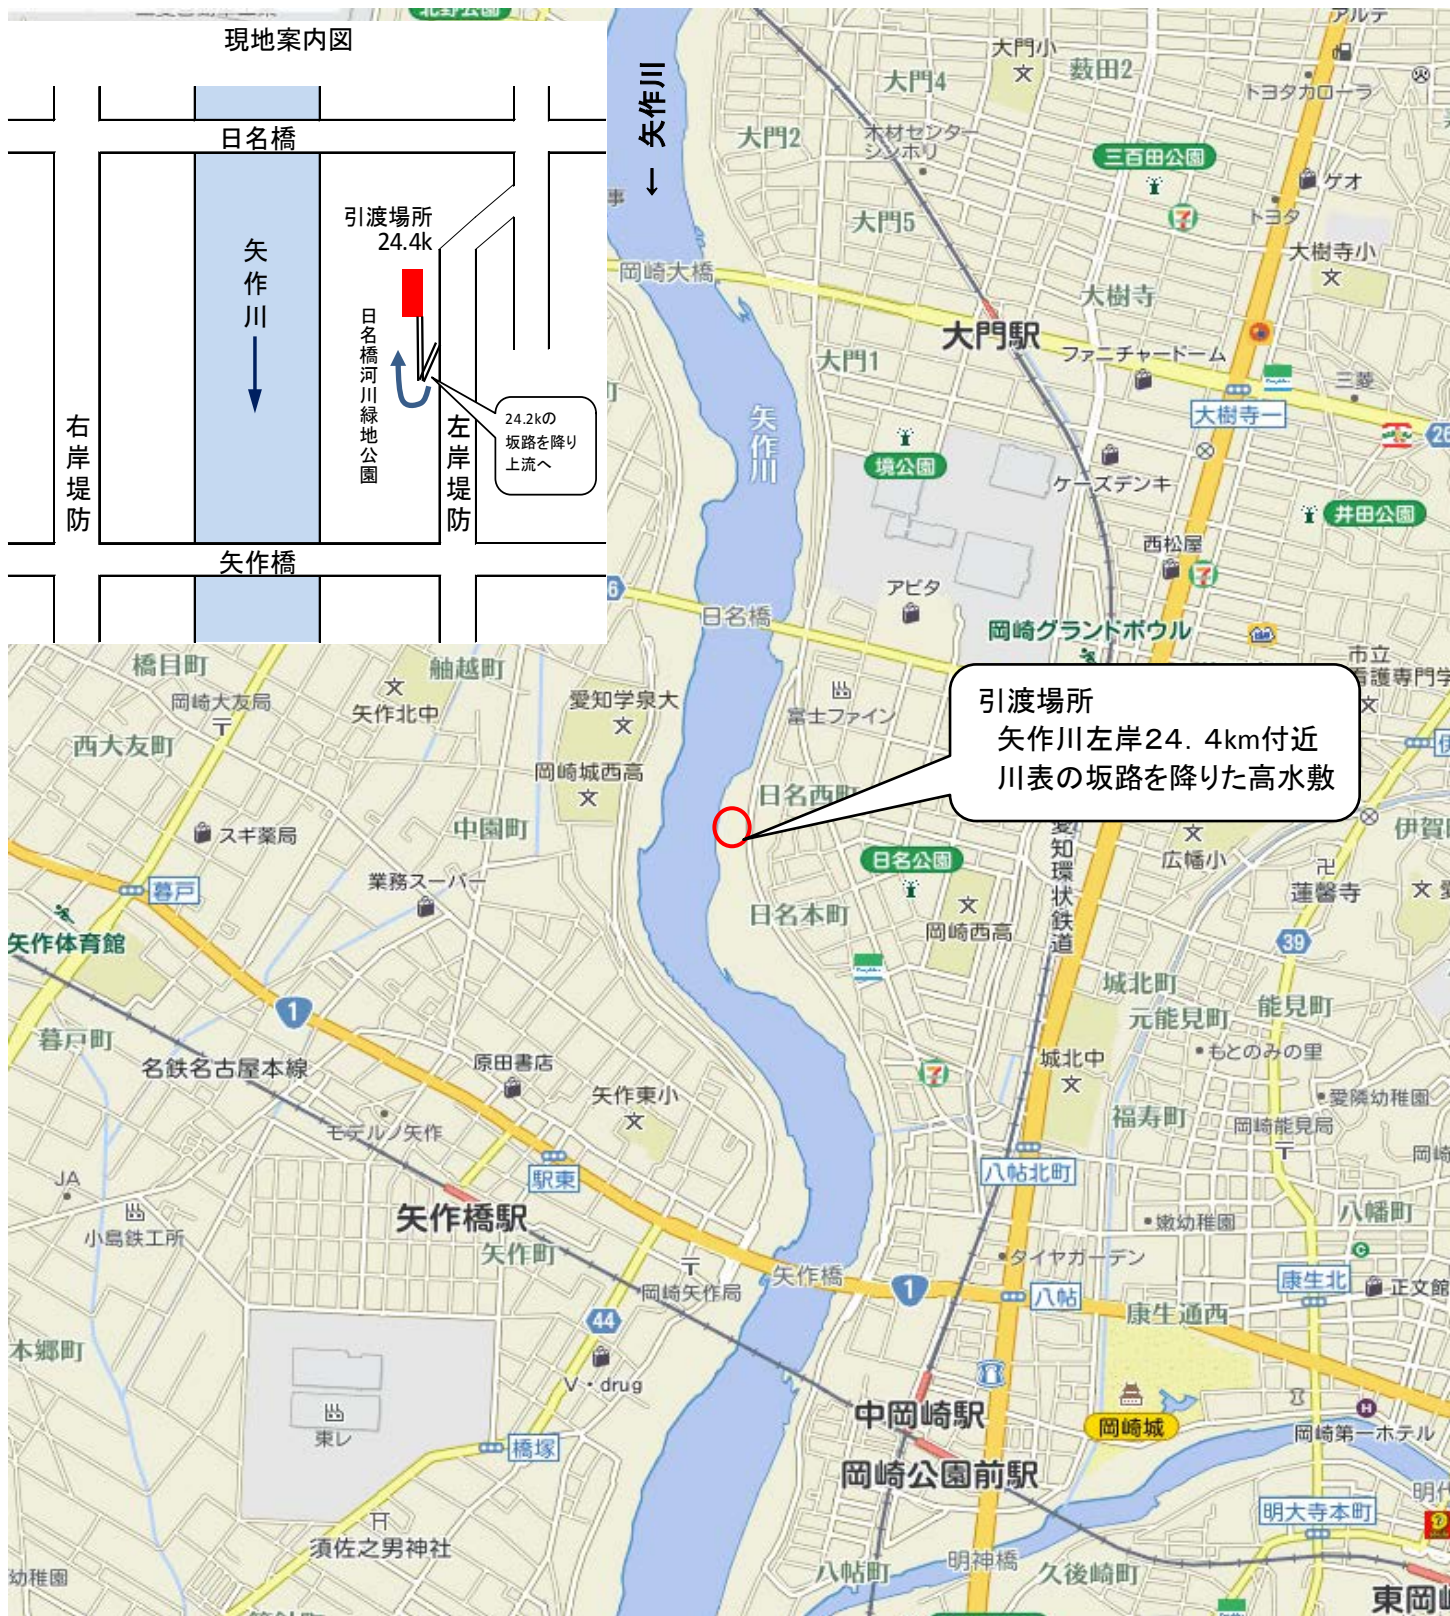 現地案内図
日名橋
引渡場所
24.4k
矢作川
日名橋河川緑地公園
24.2kの
坂路を降り
上流へ
右岸堤防
左岸堤防
矢作橋
← 矢作川
アルテ
大門小
大門4
薮田2
トヨタカローラ
大門2
木材センター
シンボリ
三百田公園
ゲオ
事
大門5
トヨタ
大樹寺小
岡崎大橋
大樹寺
大門駅
大門1
ファニチャードーム
三菱
大樹寺一
26
矢作川
境公園
ケーズデンキ
井田公園
西松屋
アピタ
6
日名橋
岡崎グランドボウル
市立
看護専門学
橋目町
舳越町
岡崎大友局
矢作北中
愛知学泉大
西大友町
富士ファイン
引渡場所
矢作川左岸24．4km付近
川表の坂路を降りた高水敷
岡崎城西高
日名西町
スギ薬局
中園町
愛知環状鉄道
広幡小
伊賀
日名公園
暮戸
業務スーパー
蓮馨寺
日名本町
岡崎西高
矢作体育館
39
城北町
1
元能見町
能見町
暮戸町
名鉄名古屋本線
原田書店
城北中
もとのみの里
矢作東小
愛隣幼稚園
モデルノ矢作
福寿町
岡崎能見局
岡崎
JA
駅東
八帖北町
小島鉄工所
矢作橋駅
嫩幼稚園
八幡町
矢作町
タイヤガーデン
岡崎矢作局
矢作橋
1
八帖
康生北
正文館
44
康生通西
本郷町
V・drug
中岡崎駅
岡崎城
東レ
橋塚
岡崎第一ホテル
岡崎公園前駅
明代
明大寺本町
須佐之男神社
八帖町
明神橋
久後崎町
幼稚園
東岡